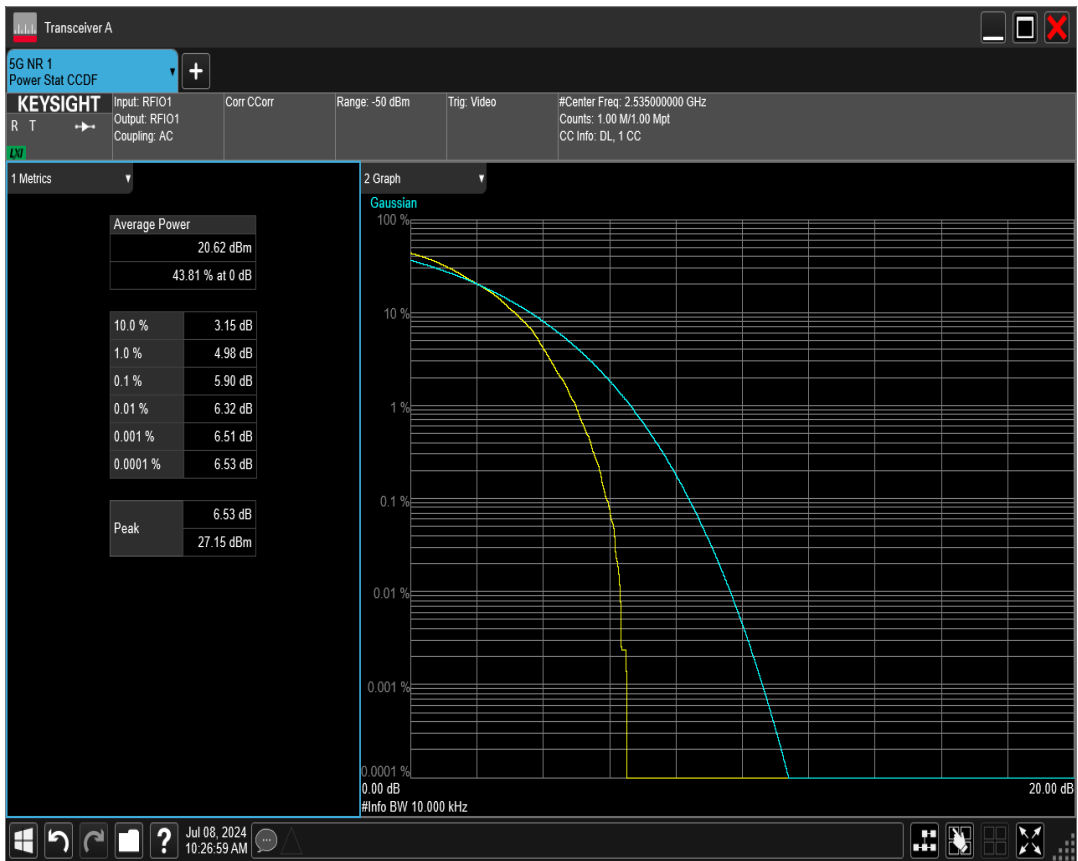 Transceiver A
5G NR 1
Power Stat CCDF
+
KEYSIGHT
R T
LXI
Input: RFIO1
Output: RFIO1
Coupling: AC
Corr CCorr
Range: -50 dBm
Trig: Video
#Center Freq: 2.535000000 GHz
Counts: 1.00 M/1.00 Mpt
CC Info: DL, 1 CC
1 Metrics
Average Power
20.62 dBm
43.81 % at 0 dB
10.0 % 3.15 dB
1.0 % 4.98 dB
0.1 % 5.90 dB
0.01 % 6.32 dB
0.001 % 6.51 dB
0.0001 % 6.53 dB
Peak 6.53 dB
27.15 dBm
2 Graph
Gaussian
100 %
10 %
1 %
0.1 %
0.01 %
0.001 %
0.0001 %
0.00 dB 20.00 dB
#Info BW 10.000 kHz
?
Jul 08, 2024
10:26:59 AM